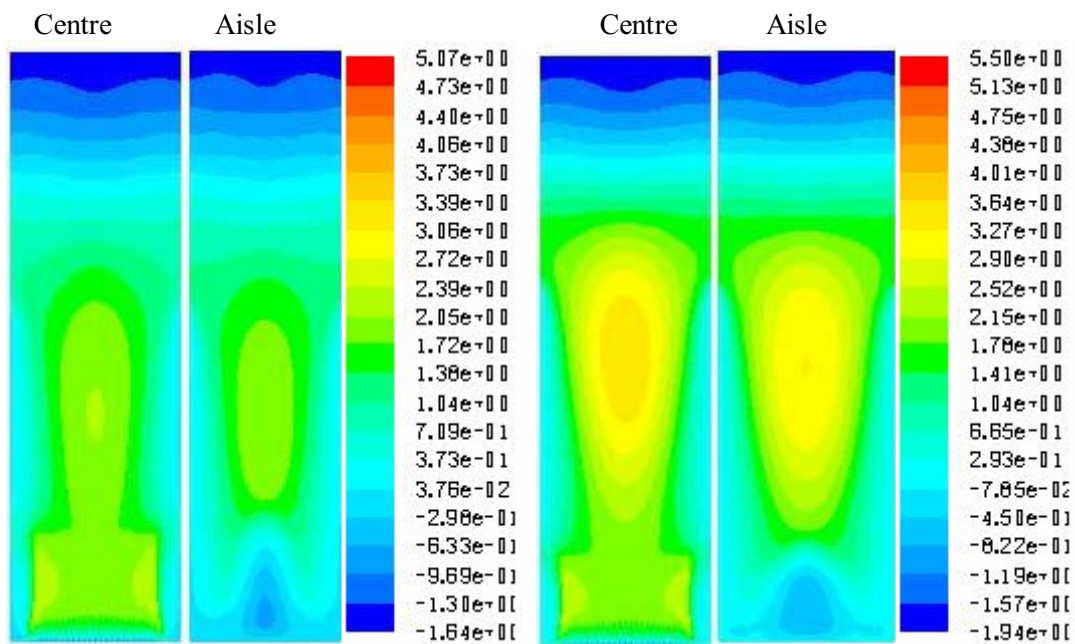 Centre Aisle Centre Aisle
5.07e+00
4.73e+00
4.40e+00
4.06e+00
3.73e+00
3.39e+00
3.06e+00
2.72e+00
2.39e+00
2.05e+00
1.72e+00
1.38e+00
1.04e+00
7.09e-01
3.73e-01
3.76e-02
-2.98e-01
-6.33e-01
-9.69e-01
-1.30e+00
-1.64e+00
5.50e+00
5.13e+00
4.75e+00
4.38e+00
4.01e+00
3.64e+00
3.27e+00
2.90e+00
2.52e+00
2.15e+00
1.78e+00
1.41e+00
1.04e+00
6.65e-01
2.93e-01
-7.85e-02
-4.50e-01
-8.22e-01
-1.19e+00
-1.57e+00
-1.94e+00